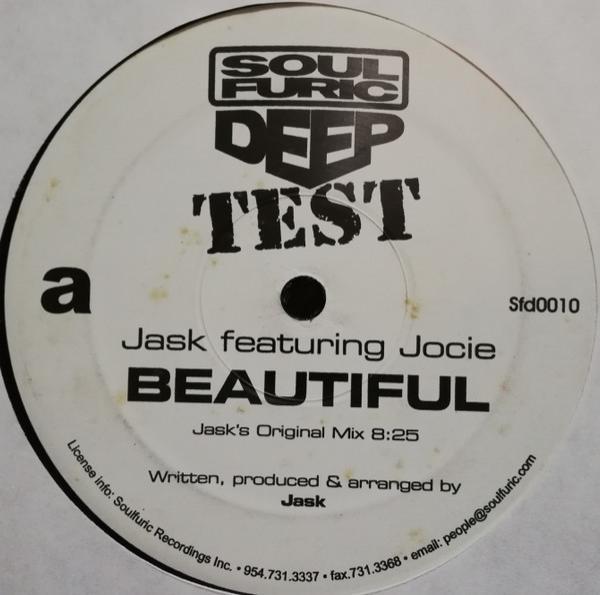 SOUL
FURIC
DEEP
TEST
a
Sfd0010
Jask featuring Jocie
BEAUTIFUL
Jask's Original Mix 8:25
Written, produced & arranged by
Jask
License info: Soulfuric Recordings Inc. • 954.731.3337 • fax.731.3368 • email: people@soulfuric.com